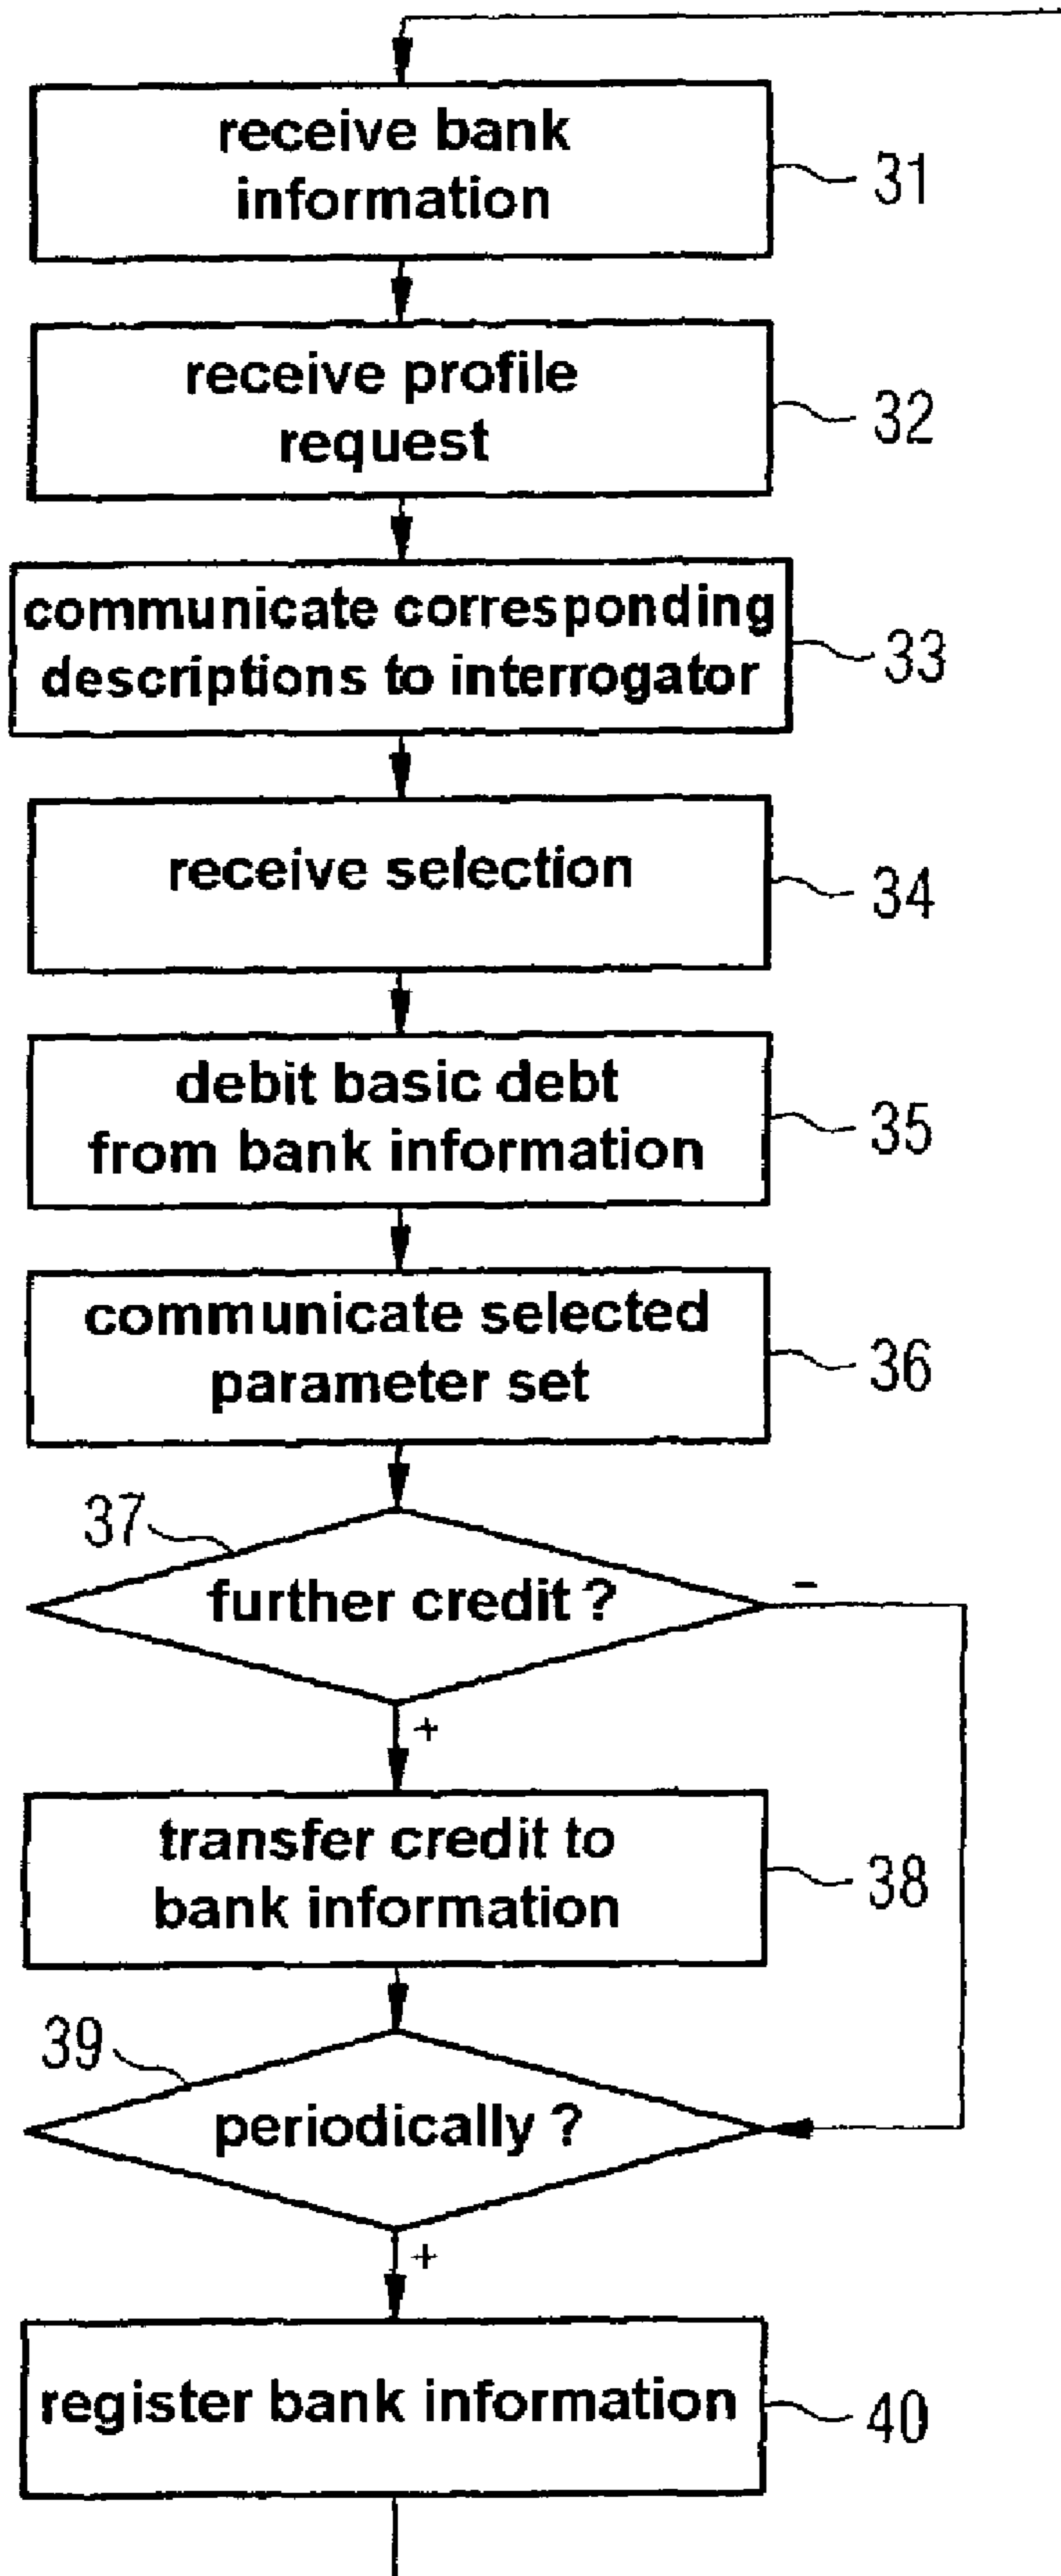 receive bank
information
31
receive profile
request
32
communicate corresponding
descriptions to interrogator
33
receive selection
34
debit basic debt
from bank information
35
communicate selected
parameter set
36
37
further credit ?
-
+
transfer credit to
bank information
38
39
periodically ?
+
register bank information
40